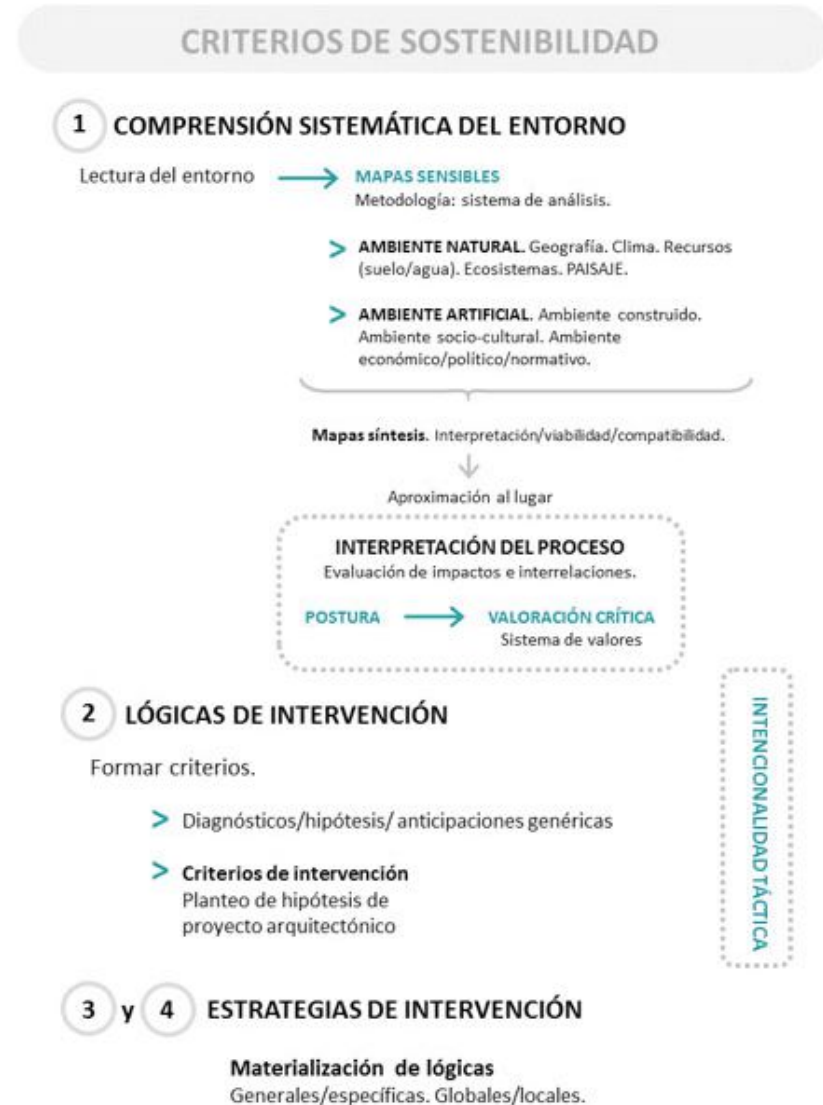 CRITERIOS DE SOSTENIBILIDAD
1 COMPRENSIÓN SISTEMÁTICA DEL ENTORNO
Lectura del entorno
MAPAS SENSIBLES
Metodología: sistema de análisis.
> AMBIENTE NATURAL. Geografía. Clima. Recursos
(suelo/agua). Ecosistemas. PAISAJE.
> AMBIENTE ARTIFICIAL. Ambiente construido.
Ambiente socio-cultural. Ambiente
económico/político/normativo.
Mapas síntesis. Interpretación/viabilidad/compatibilidad.
Aproximación al lugar
INTERPRETACIÓN DEL PROCESO
Evaluación de impactos e interrelaciones.
POSTURA
VALORACIÓN CRÍTICA
Sistema de valores
2 LÓGICAS DE INTERVENCIÓN
Formar criterios.
> Diagnósticos/hipótesis/ anticipaciones genéricas
> Criterios de intervención
Planteo de hipótesis de
proyecto arquitectónico
INTENCIONALIDAD TÁCTICA
3 y 4 ESTRATEGIAS DE INTERVENCIÓN
Materialización de lógicas
Generales/específicas. Globales/locales.